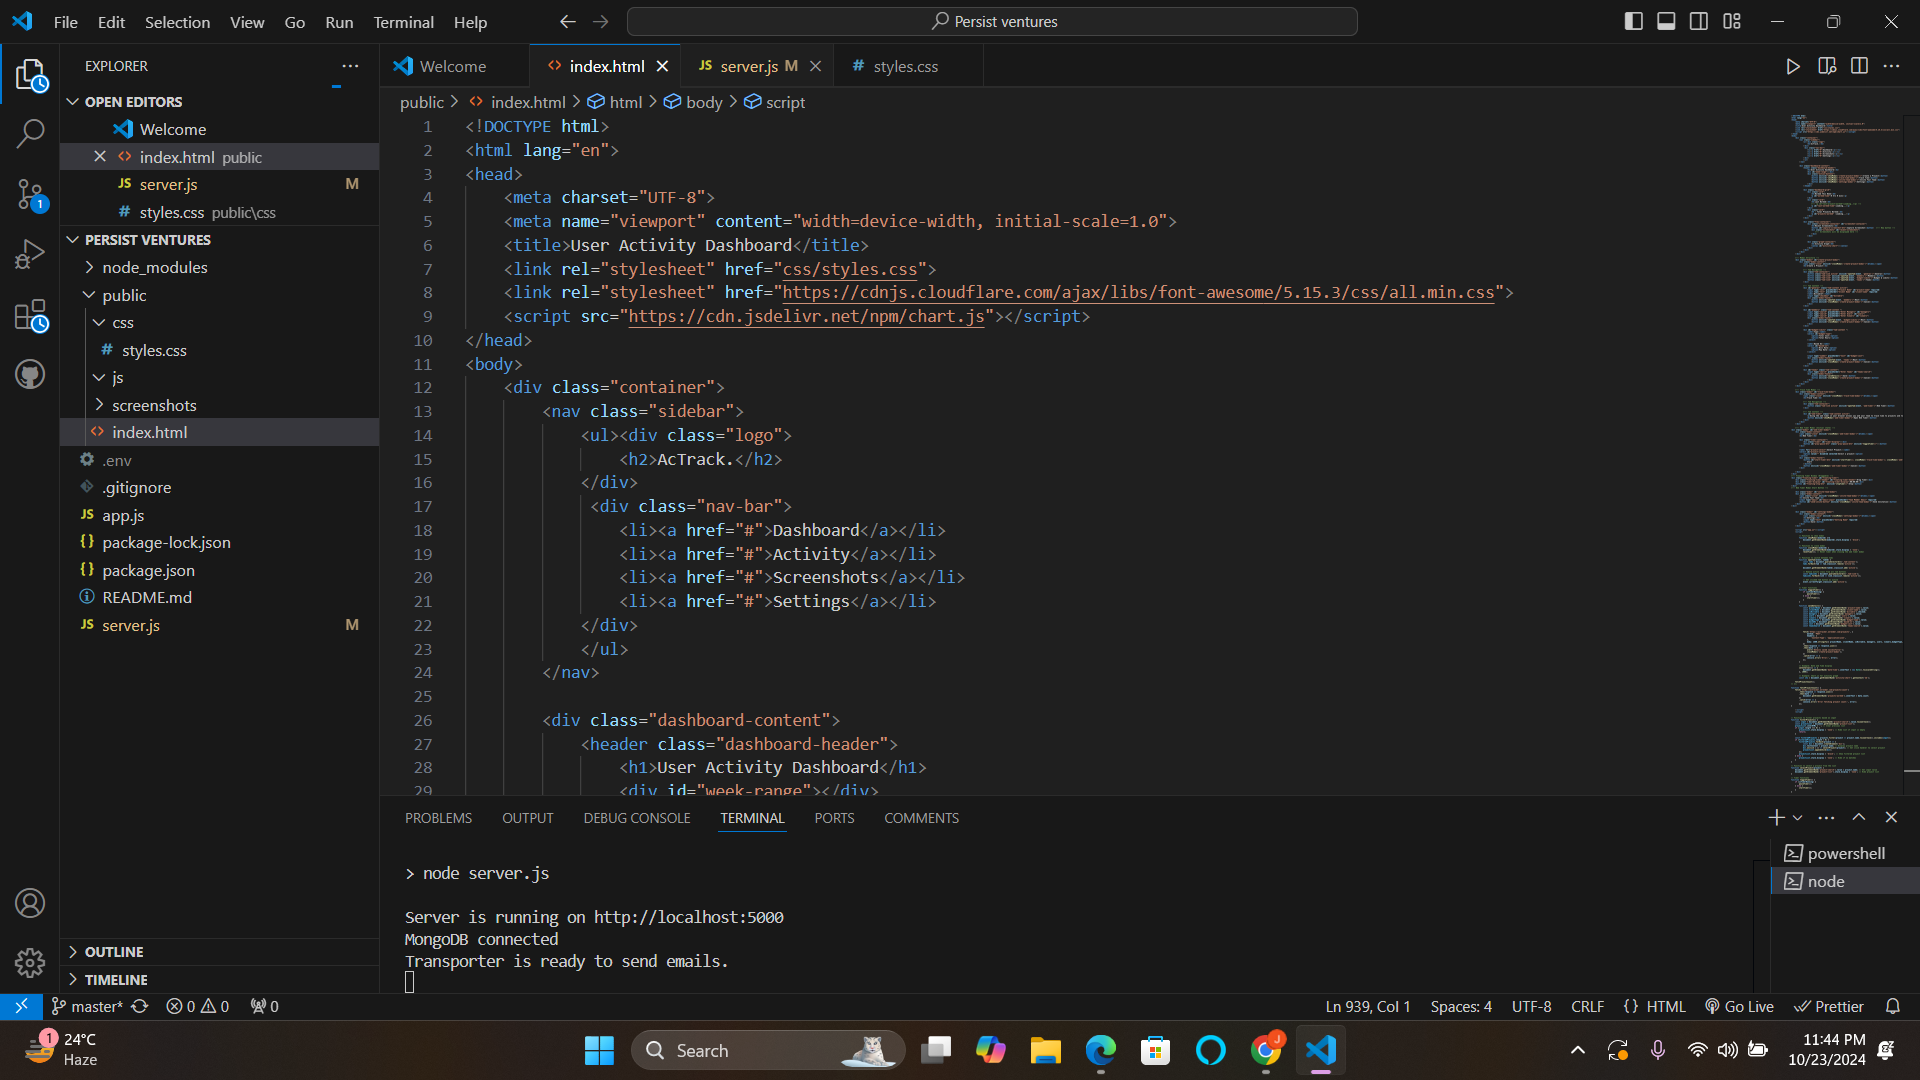 File Edit Selection View Go Run Terminal Help
Persist ventures
EXPLORER
OPEN EDITORS
Welcome
index.html public
server.js M
styles.css public\css
PERSIST VENTURES
node_modules
public
css
styles.css
js
screenshots
index.html
.env
.gitignore
app.js
package-lock.json
package.json
README.md
server.js M
OUTLINE
TIMELINE
Welcome
index.html
server.js M
styles.css
public > index.html > html > body > script
1 <!DOCTYPE html>
2 <html lang="en">
3 <head>
4 <meta charset="UTF-8">
5 <meta name="viewport" content="width=device-width, initial-scale=1.0">
6 <title>User Activity Dashboard</title>
7 <link rel="stylesheet" href="css/styles.css">
8 <link rel="stylesheet" href="https://cdnjs.cloudflare.com/ajax/libs/font-awesome/5.15.3/css/all.min.css">
9 <script src="https://cdn.jsdelivr.net/npm/chart.js"></script>
10 </head>
11 <body>
12 <div class="container">
13 <nav class="sidebar">
14 <ul><div class="logo">
15 <h2>AcTrack.</h2>
16 </div>
17 <div class="nav-bar">
18 <li><a href="#">Dashboard</a></li>
19 <li><a href="#">Activity</a></li>
20 <li><a href="#">Screenshots</a></li>
21 <li><a href="#">Settings</a></li>
22 </div>
23 </ul>
24 </nav>
25
26 <div class="dashboard-content">
27 <header class="dashboard-header">
28 <h1>User Activity Dashboard</h1>
29 <div id="week-range"></div>
PROBLEMS OUTPUT DEBUG CONSOLE TERMINAL PORTS COMMENTS
powershell
node
> node server.js
Server is running on http://localhost:5000
MongoDB connected
Transporter is ready to send emails.
master* 0 0 0
Ln 939, Col 1 Spaces: 4 UTF-8 CRLF {} HTML Go Live Prettier
1
24°C
Haze
Search
J
11:44 PM
10/23/2024